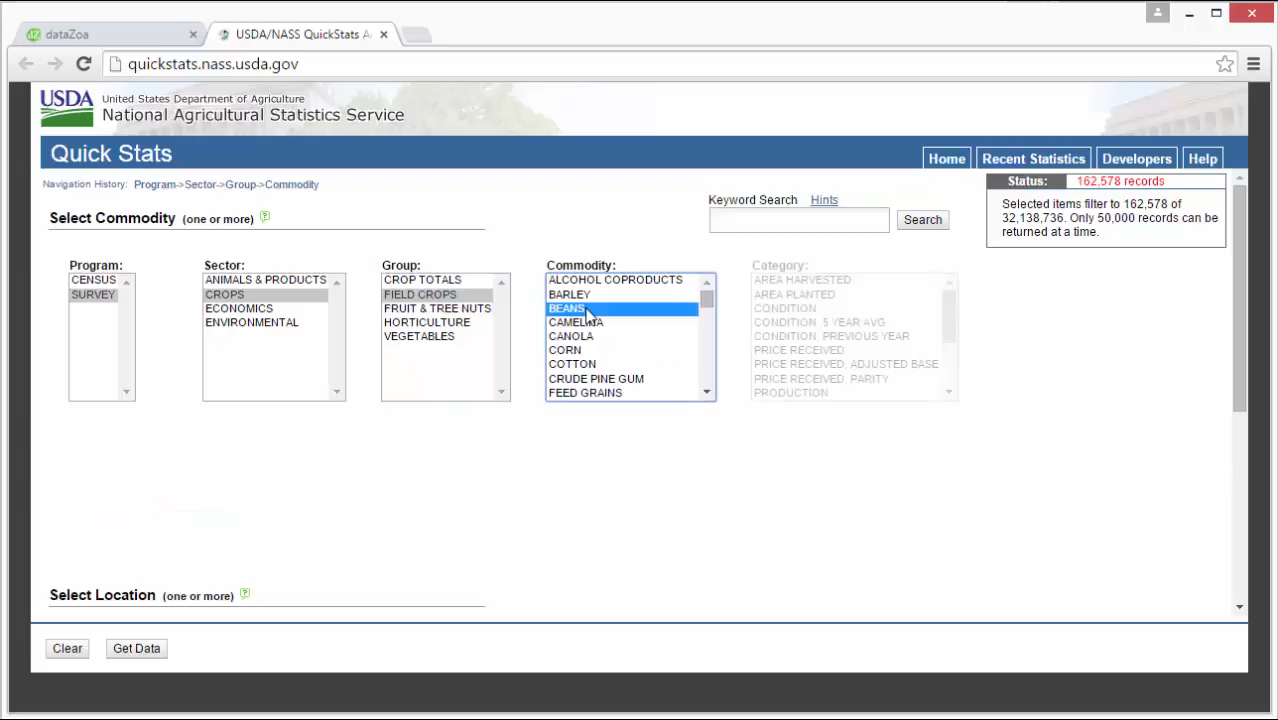 dataZoa
USDA/NASS QuickStats A
quickstats.nass.usda.gov
USDA
United States Department of Agriculture
National Agricultural Statistics Service
Quick Stats
Home
Recent Statistics
Developers
Help
Navigation History: Program->Sector->Group->Commodity
Status: 162,578 records
Selected items filter to 162,578 of
32,138,736. Only 50,000 records can be
returned at a time.
Select Commodity (one or more) ?
Keyword Search Hints
Search
Program:
CENSUS
SURVEY
Sector:
ANIMALS & PRODUCTS
CROPS
ECONOMICS
ENVIRONMENTAL
Group:
CROP TOTALS
FIELD CROPS
FRUIT & TREE NUTS
HORTICULTURE
VEGETABLES
Commodity:
ALCOHOL COPRODUCTS
BARLEY
BEANS
CAMELINA
CANOLA
CORN
COTTON
CRUDE PINE GUM
FEED GRAINS
Category:
AREA HARVESTED
AREA PLANTED
CONDITION
CONDITION, 5 YEAR AVG
CONDITION, PREVIOUS YEAR
PRICE RECEIVED
PRICE RECEIVED, ADJUSTED BASE
PRICE RECEIVED, PARITY
PRODUCTION
Select Location (one or more) ?
Clear
Get Data